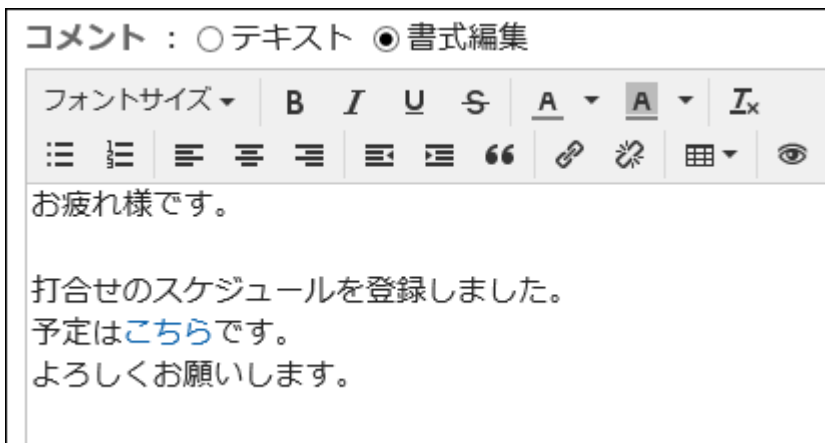 コメント : テキスト 書式編集
フォントサイズ B I U S A A Tx
お疲れ様です。
打合せのスケジュールを登録しました。
予定はこちらです。
よろしくお願いします。